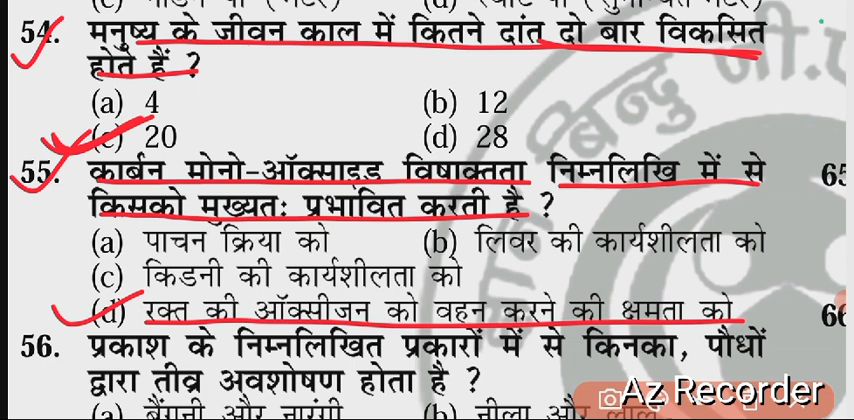 54. मनुष्य के जीवन काल में कितने दांत दो बार विकसित
होते हैं ?
(a) 4 (b) 12
(c) 20 (d) 28
55. कार्बन मोनो-ऑक्साइड विषाक्तता निम्नलिखि में से
किसको मुख्यतः प्रभावित करती है ?
(a) पाचन क्रिया को (b) लिवर की कार्यशीलता को
(c) किडनी की कार्यशीलता को
(d) रक्त की ऑक्सीजन को वहन करने की क्षमता को
56. प्रकाश के निम्नलिखित प्रकारों में से किनका, पौधों
द्वारा तीव्र अवशोषण होता है ?
(a) बैंगनी और नारंगी (b) नीला और लाल
65
66
बिन्दु
Az Recorder